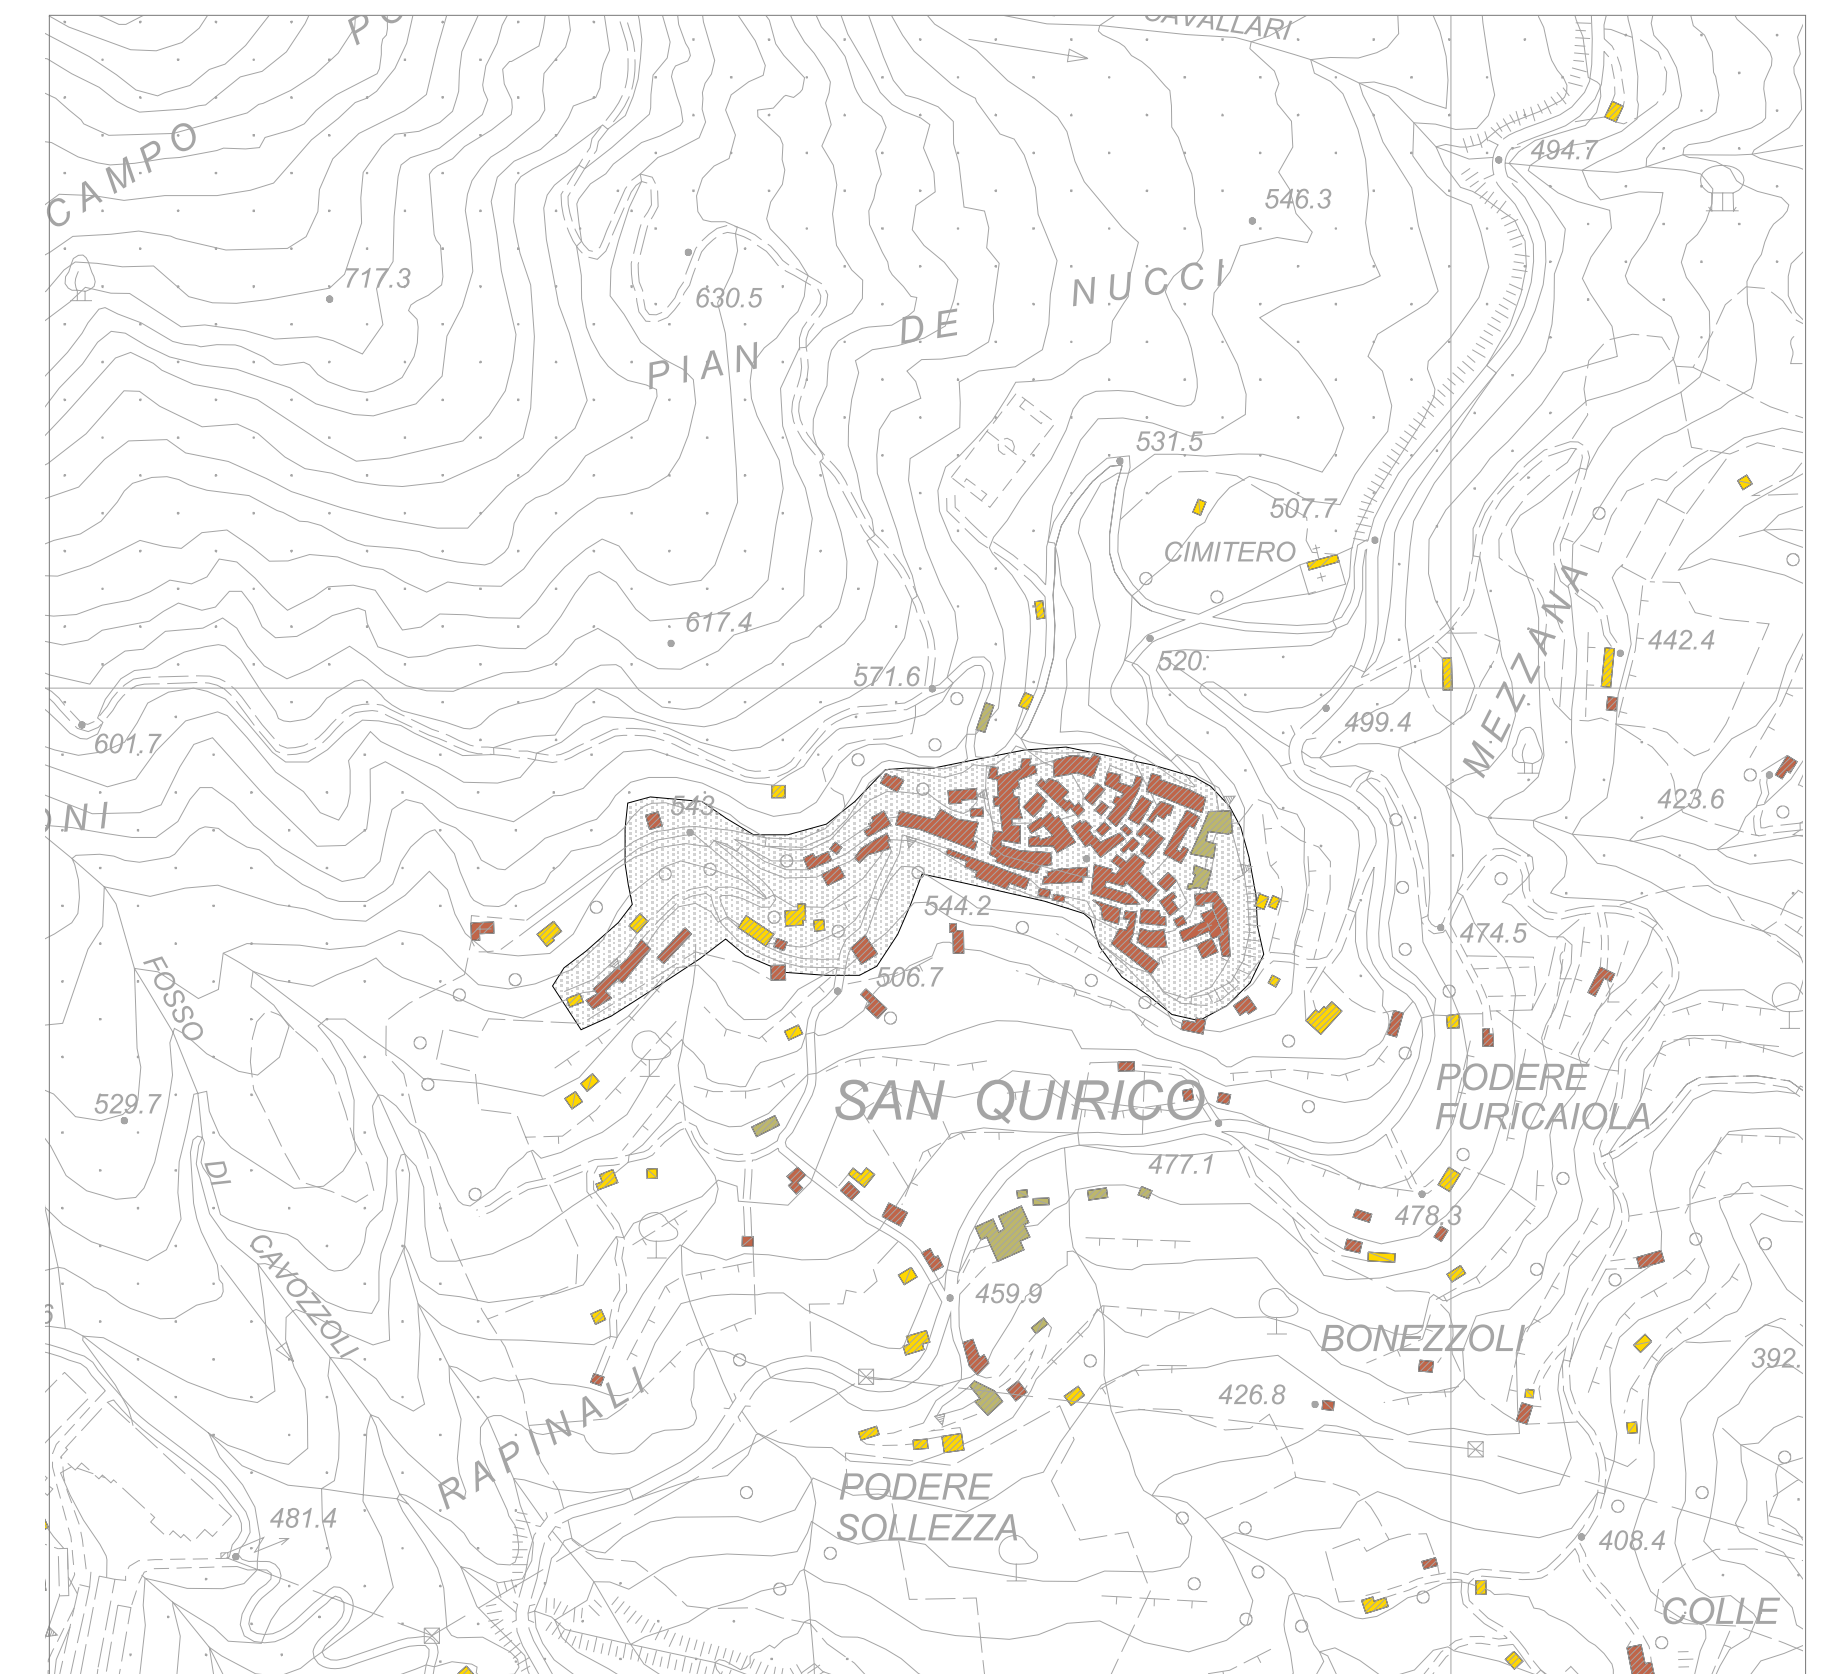 CAVALLARI
CAMPO
494.7
546.3
717.3
630.5
PIAN DE NUCCI
531.5
507.7
CIMITERO
617.4
442.4
520.
571.6
499.4
601.7
MEZZANA
543
423.6
544.2
474.5
506.7
FOSSO DI CAVOZZOLI
529.7
SAN QUIRICO
PODERE
FURICAIOLA
477.1
478.3
459.9
BONEZZOLI
392.
426.8
RAPINALI
PODERE
SOLLEZZA
481.4
408.4
COLLE